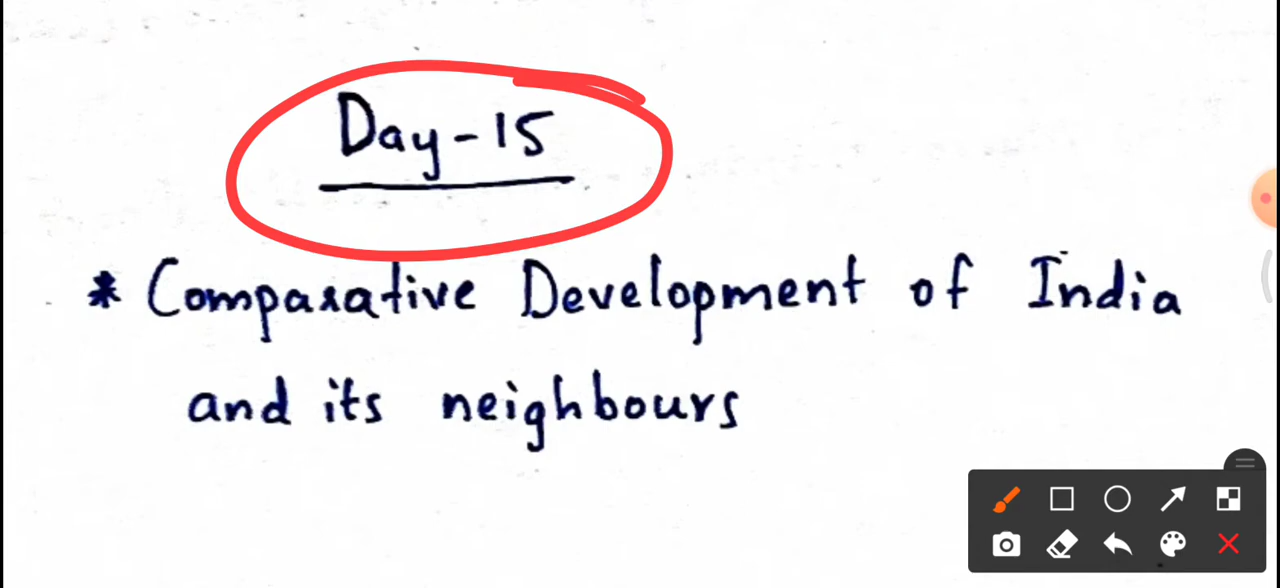 Day-15
* Comparative Development of India
and its neighbours